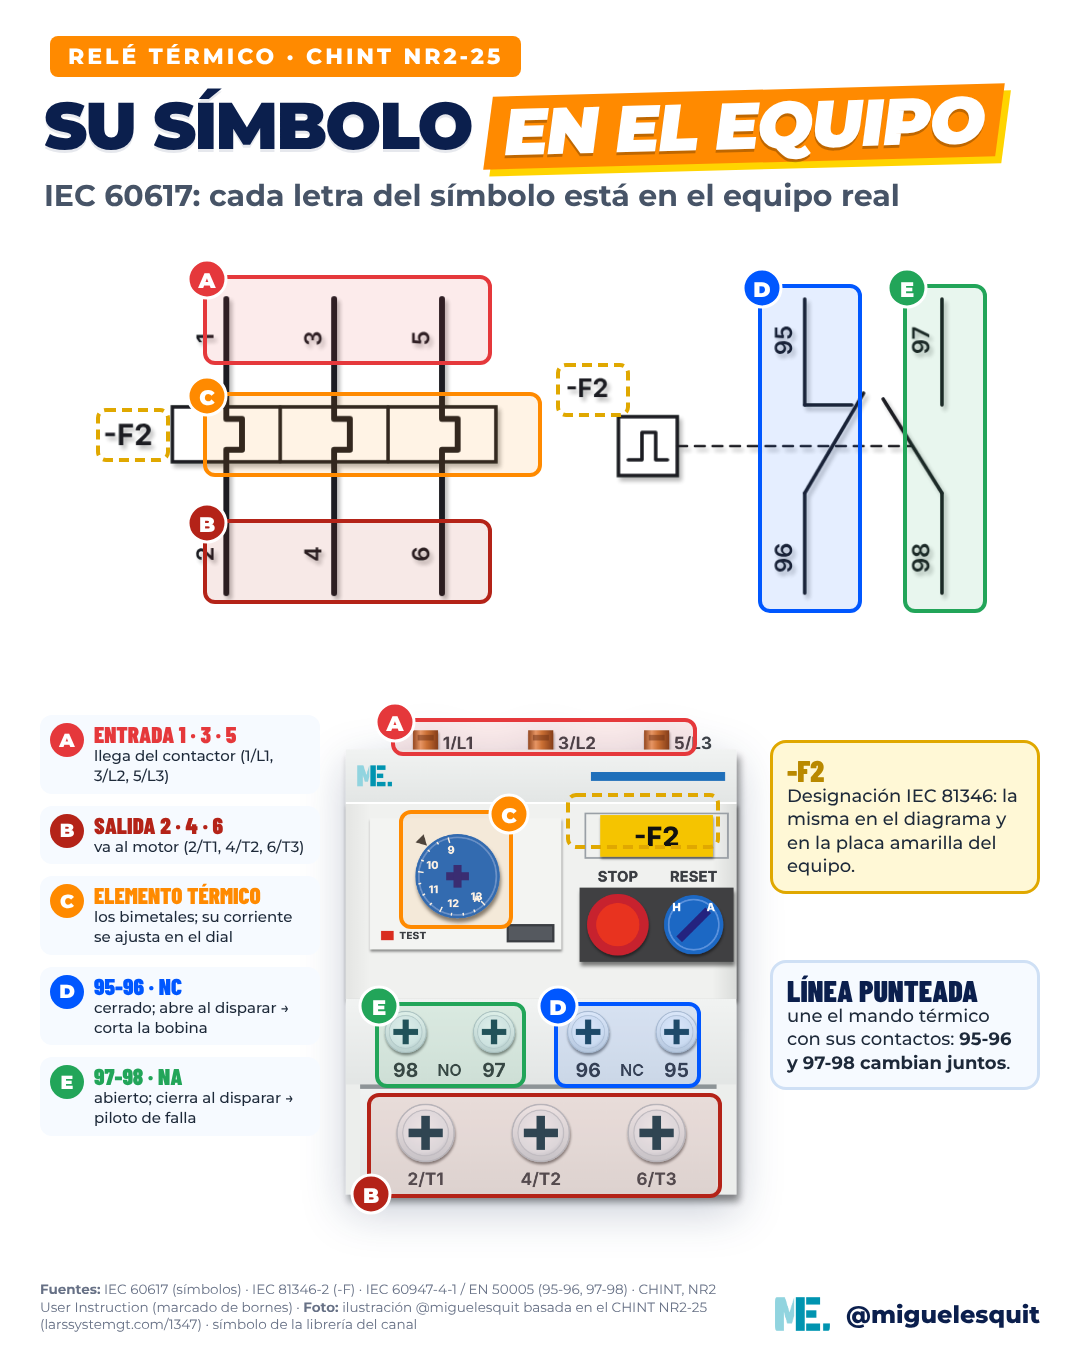 RELÉ TÉRMICO · CHINT NR2-25
SU SÍMBOLO EN EL EQUIPO
IEC 60617: cada letra del símbolo está en el equipo real
A
1
3
5
C
-F2
B
2
4
6
-F2
D
95
96
E
97
98
A
ENTRADA 1 · 3 · 5
llega del contactor (1/L1,
3/L2, 5/L3)
B
SALIDA 2 · 4 · 6
va al motor (2/T1, 4/T2, 6/T3)
C
ELEMENTO TÉRMICO
los bimetales; su corriente
se ajusta en el dial
D
95-96 · NC
cerrado; abre al disparar →
corta la bobina
E
97-98 · NA
abierto; cierra al disparar →
piloto de falla
A
1/L1 3/L2 5/L3
ME.
C
9
10
11
12
13
A
TEST
-F2
STOP RESET
H A
E
98 NO 97
D
96 NC 95
2/T1 4/T2 6/T3
B
-F2
Designación IEC 81346: la
misma en el diagrama y
en la placa amarilla del
equipo.
LÍNEA PUNTEADA
une el mando térmico
con sus contactos: 95-96
y 97-98 cambian juntos.
Fuentes: IEC 60617 (símbolos) · IEC 81346-2 (-F) · IEC 60947-4-1 / EN 50005 (95-96, 97-98) · CHINT, NR2
User Instruction (marcado de bornes) · Foto: ilustración @miguelesquit basada en el CHINT NR2-25
(larssystemgt.com/1347) · símbolo de la librería del canal
ME. @miguelesquit